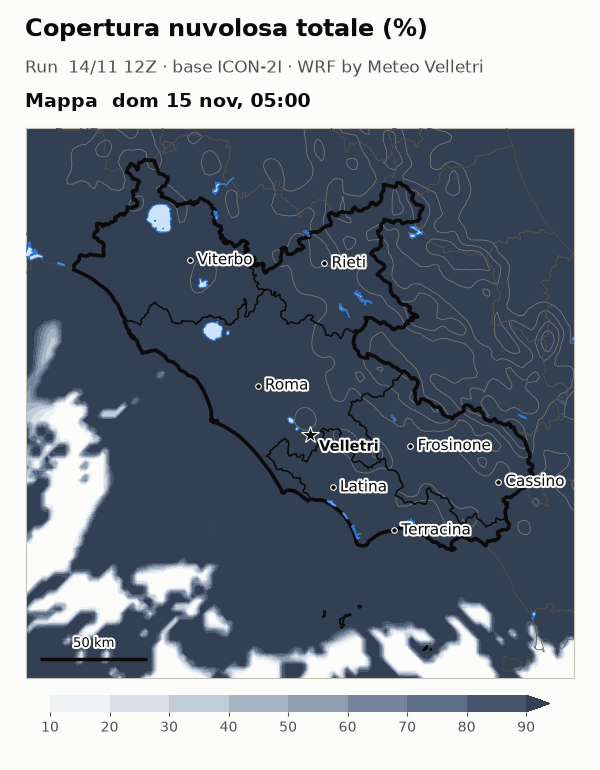 Copertura nuvolosa totale (%)
Run  14/11 12Z · base ICON-2I · WRF by Meteo Velletri
Mappa  dom 15 nov, 05:00
Viterbo
Rieti
Roma
Velletri
Frosinone
Latina
Cassino
Terracina
50 km
10 20 30 40 50 60 70 80 90